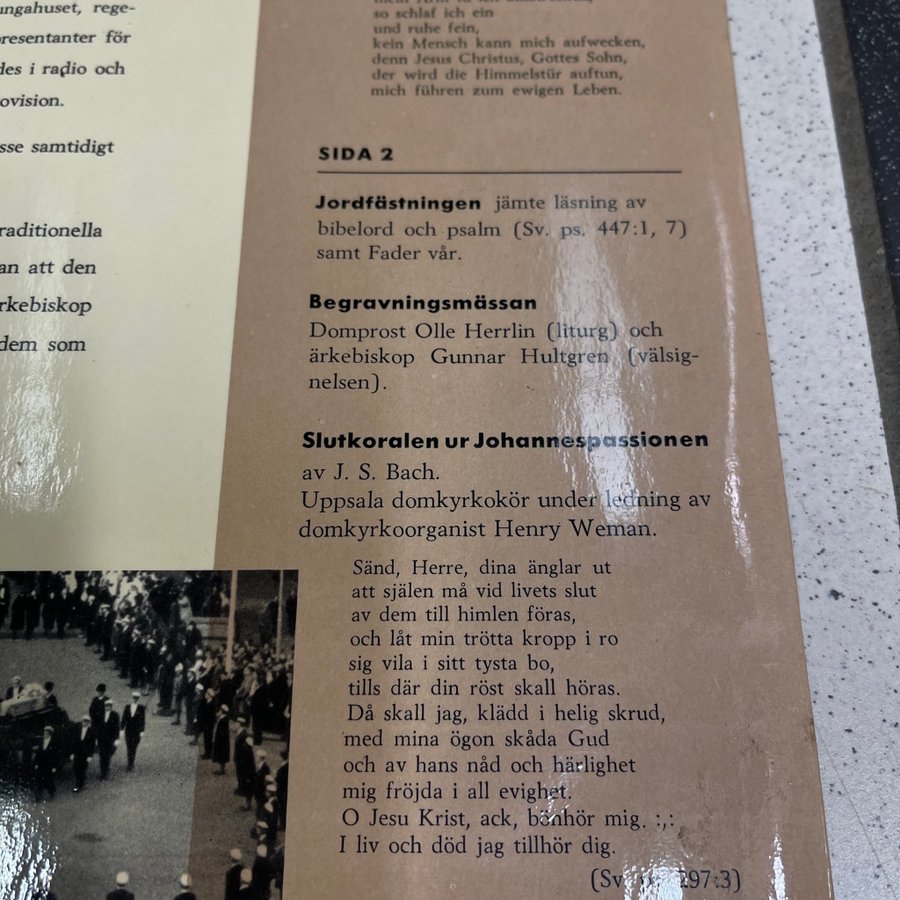 ungahuset, rege-
resentanter för
des i radio och
ovision.
sse samtidigt
raditionella
an att den
rkebiskop
dem som
so schlaf ich ein
und ruhe fein,
kein Mensch kann mich aufwecken,
denn Jesus Christus, Gottes Sohn,
der wird die Himmelstür auftun,
mich führen zum ewigen Leben.
SIDA 2
Jordfästningen jämte läsning av
bibelord och psalm (Sv. ps. 447:1, 7)
samt Fader vår.
Begravningsmässan
Domprost Olle Herrlin (liturg) och
ärkebiskop Gunnar Hultgren (välsig-
nelsen).
Slutkoralen ur Johannespassionen
av J. S. Bach.
Uppsala domkyrkokör under ledning av
domkyrkoorganist Henry Weman.
Sänd, Herre, dina änglar ut
att själen må vid livets slut
av dem till himlen föras,
och låt min trötta kropp i ro
sig vila i sitt tysta bo,
tills där din röst skall höras.
Då skall jag, klädd i helig skrud,
med mina ögon skåda Gud
och av hans nåd och härlighet
mig fröjda i all evighet.
O Jesu Krist, ack, bönhör mig. :,:
I liv och död jag tillhör dig.
(Sv. ps. 297:3)